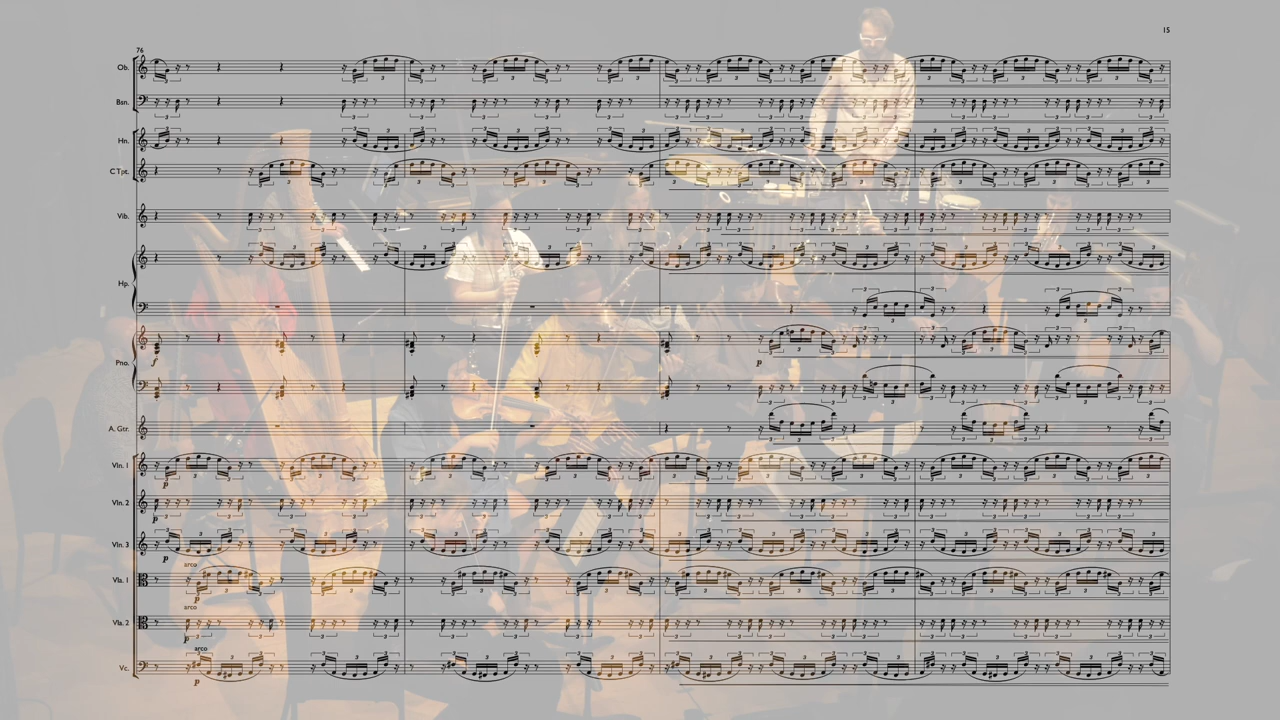 15
76
Ob.
Bsn.
Hn.
C Tpt.
Vib.
Hp.
Pno.
f
p
A. Gtr.
Vln. 1
p
Vln. 2
p
Vln. 3
p
arco
Vla. 1
p
arco
Vla. 2
p
arco
Vc.
p